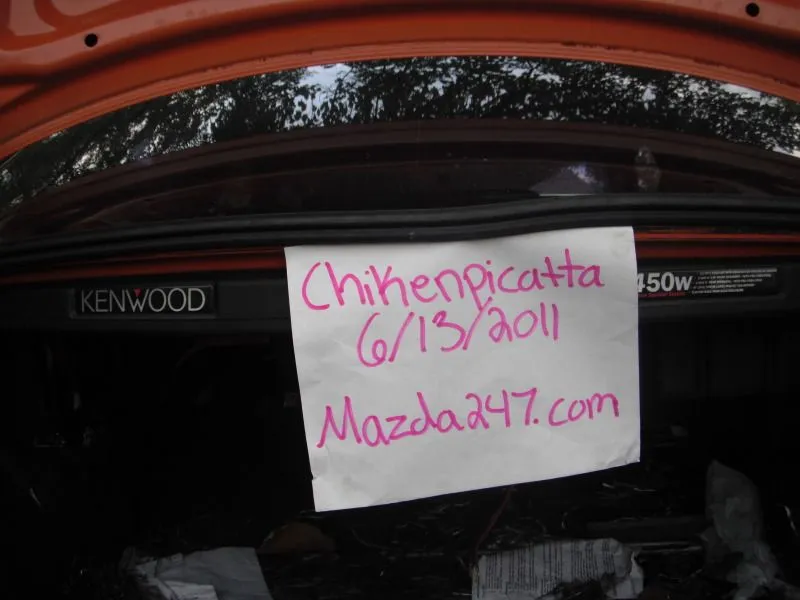 Chikenpicatta
6/13/2011
Mazda247.com
KENWOOD
450W